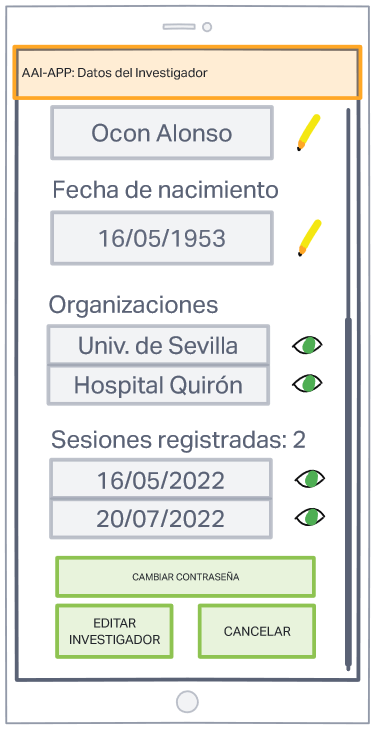 AAI-APP: Datos del Investigador
Ocon Alonso
Fecha de nacimiento
16/05/1953
Organizaciones
Univ. de Sevilla
Hospital Quirón
Sesiones registradas: 2
16/05/2022
20/07/2022
CAMBIAR CONTRASEÑA
EDITAR
INVESTIGADOR
CANCELAR